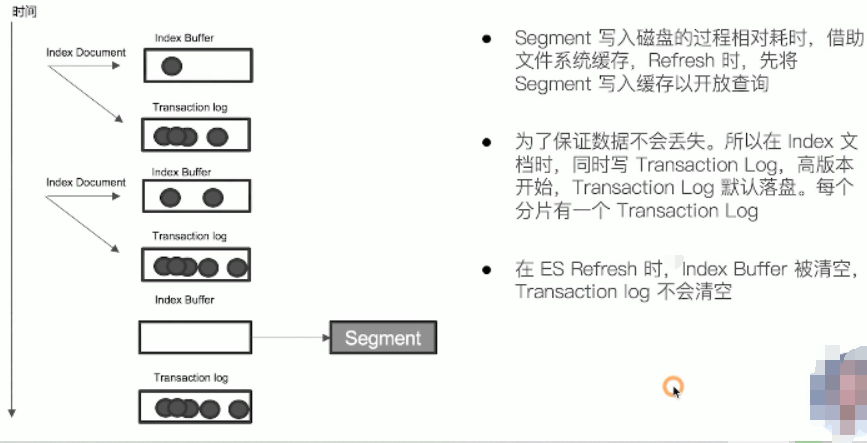 时间
Index Buffer
Index Document
Transaction log
Index Buffer
Index Document
Transaction log
Index Buffer
Segment
Transaction log
● Segment 写入磁盘的过程相对耗时，借助
文件系统缓存，Refresh 时，先将
Segment 写入缓存以开放查询
● 为了保证数据不会丢失。所以在 Index 文
档时，同时写 Transaction Log，高版本
开始，Transaction Log 默认落盘。每个
分片有一个 Transaction Log
● 在 ES Refresh 时，Index Buffer 被清空，
Transaction log 不会清空